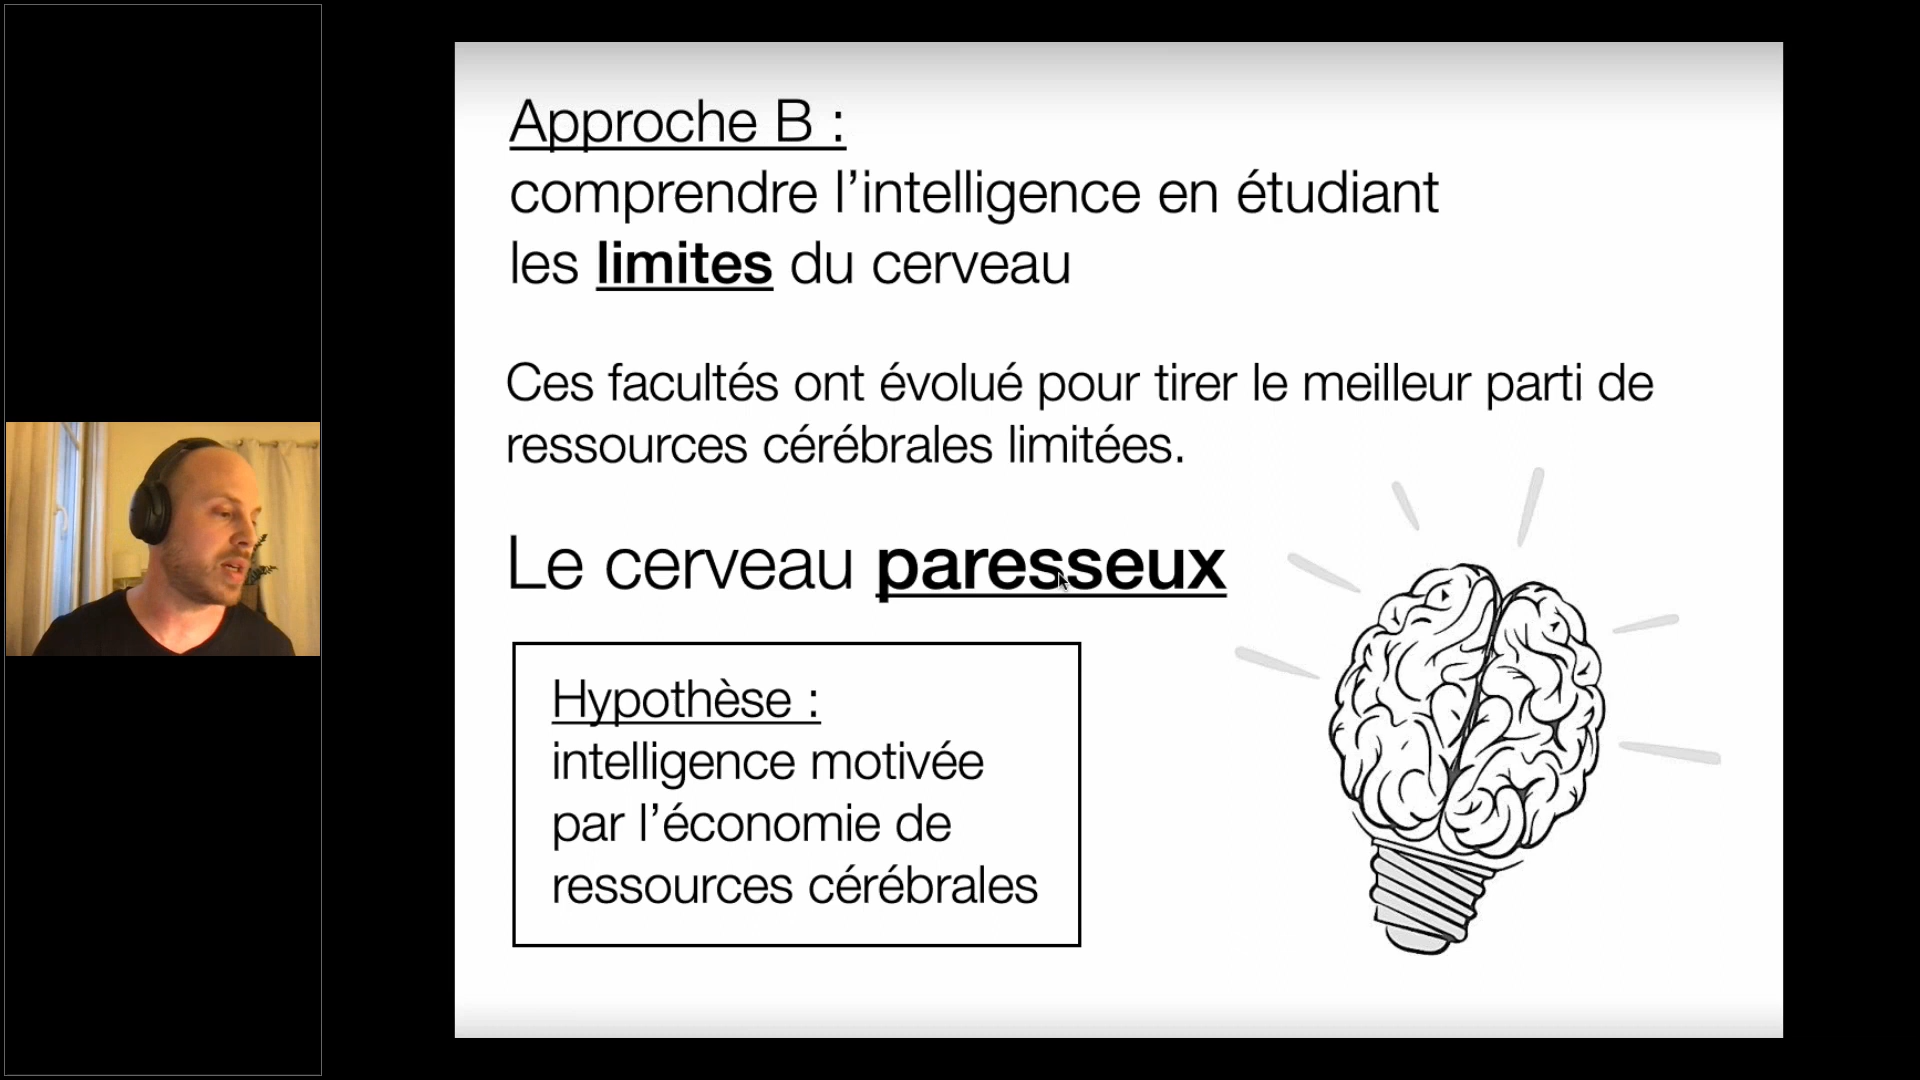 Approche B :
comprendre l’intelligence en étudiant
les limites du cerveau
Ces facultés ont évolué pour tirer le meilleur parti de
ressources cérébrales limitées.
Le cerveau paresseux
Hypothèse :
intelligence motivée
par l’économie de
ressources cérébrales